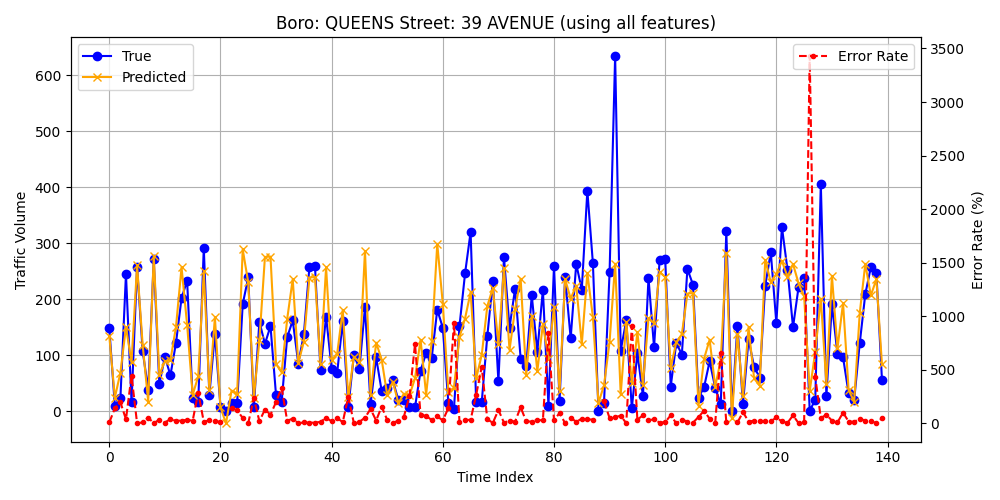 Boro: QUEENS Street: 39 AVENUE (using all features)
True
Predicted
Error Rate
Traffic Volume
600
500
400
300
200
100
0
3500
3000
2500
2000
1500
1000
500
0
Error Rate (%)
0 20 40 60 80 100 120 140
Time Index